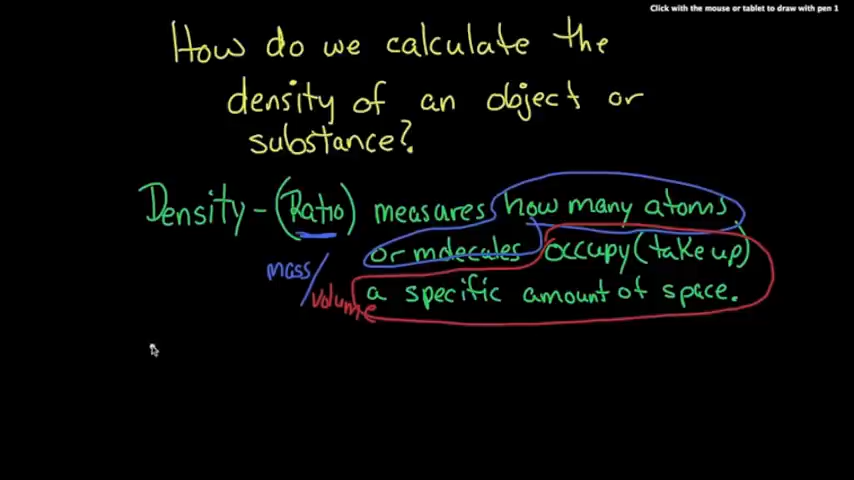 Click with the mouse or tablet to draw with pen 1
How do we calculate the
density of an object or
substance?
Density - (Ratio) measures how many atoms
or molecules occupy (take up)
mass/volume
a specific amount of space.